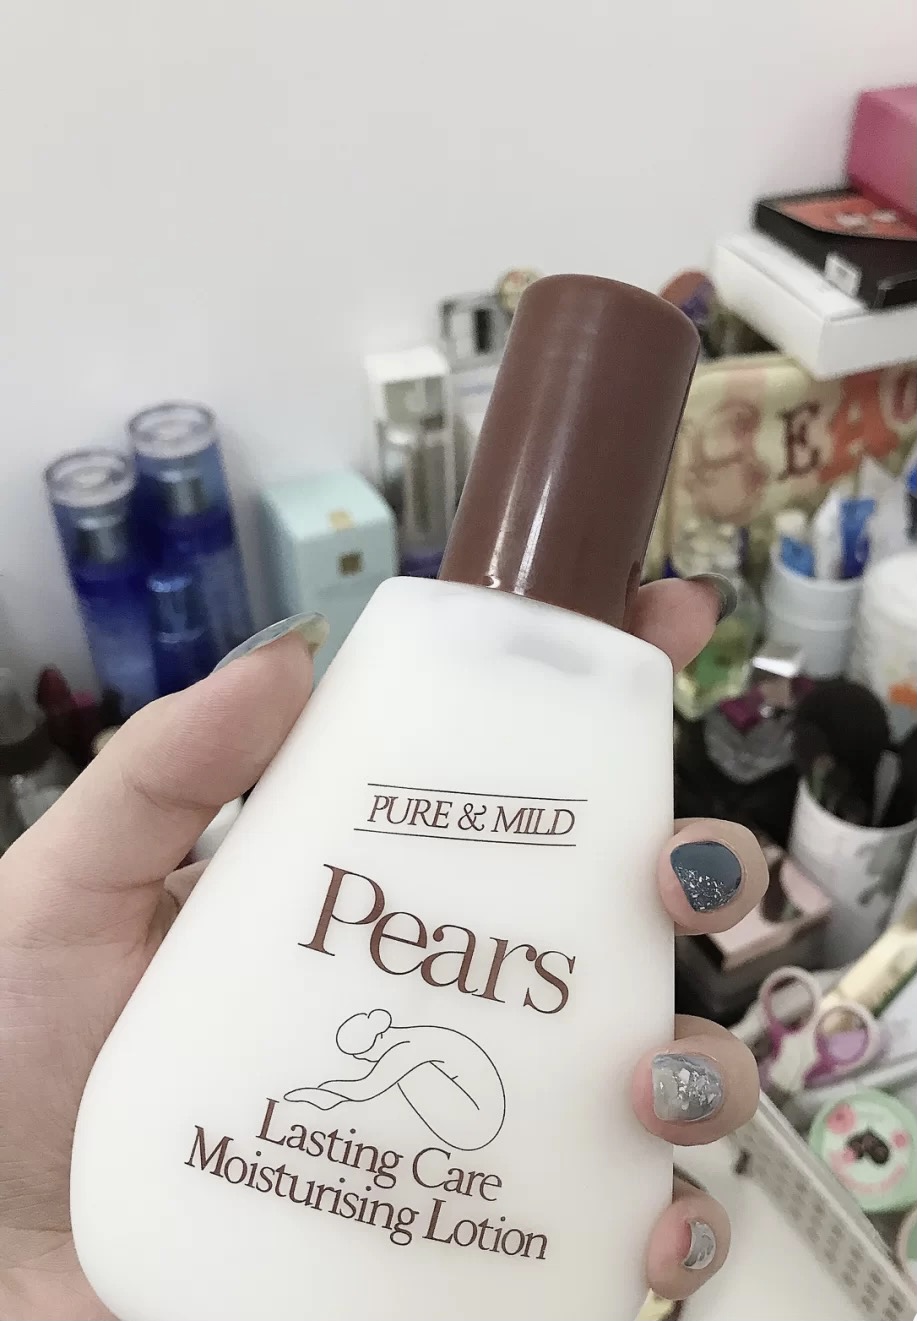 PURE & MILD
Pears
Lasting Care
Moisturising Lotion